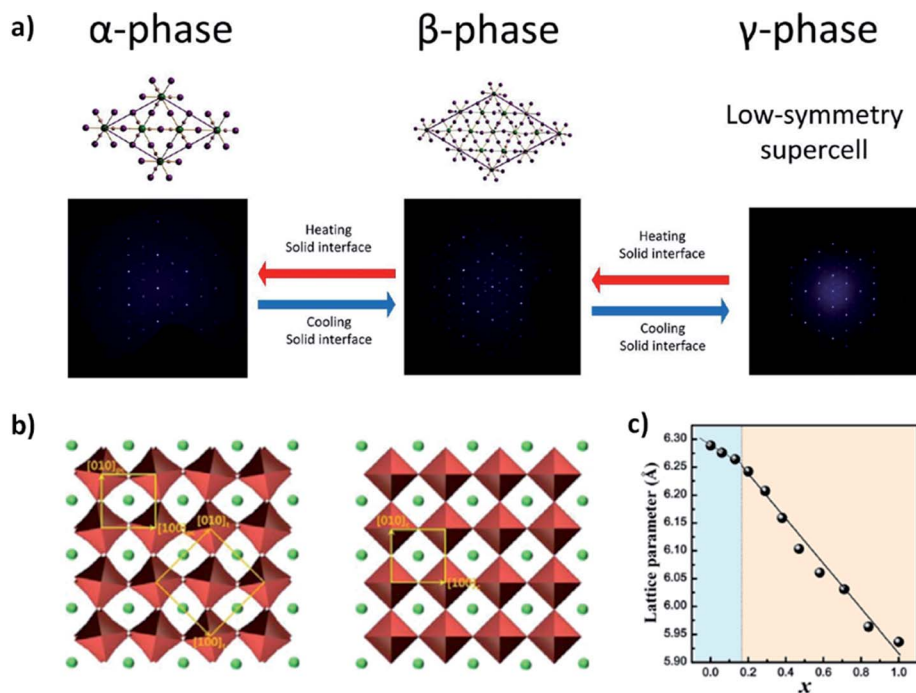 a)
α-phase
β-phase
γ-phase
Low-symmetry
supercell
Heating
Solid interface
Cooling
Solid interface
Heating
Solid interface
Cooling
Solid interface
b)
[010]
[100]
[010]t
[100]t
[010]
[100]
c)
Lattice parameter (Å)
6.30
6.25
6.20
6.15
6.10
6.05
6.00
5.95
5.90
0.0 0.2 0.4 0.6 0.8 1.0
x